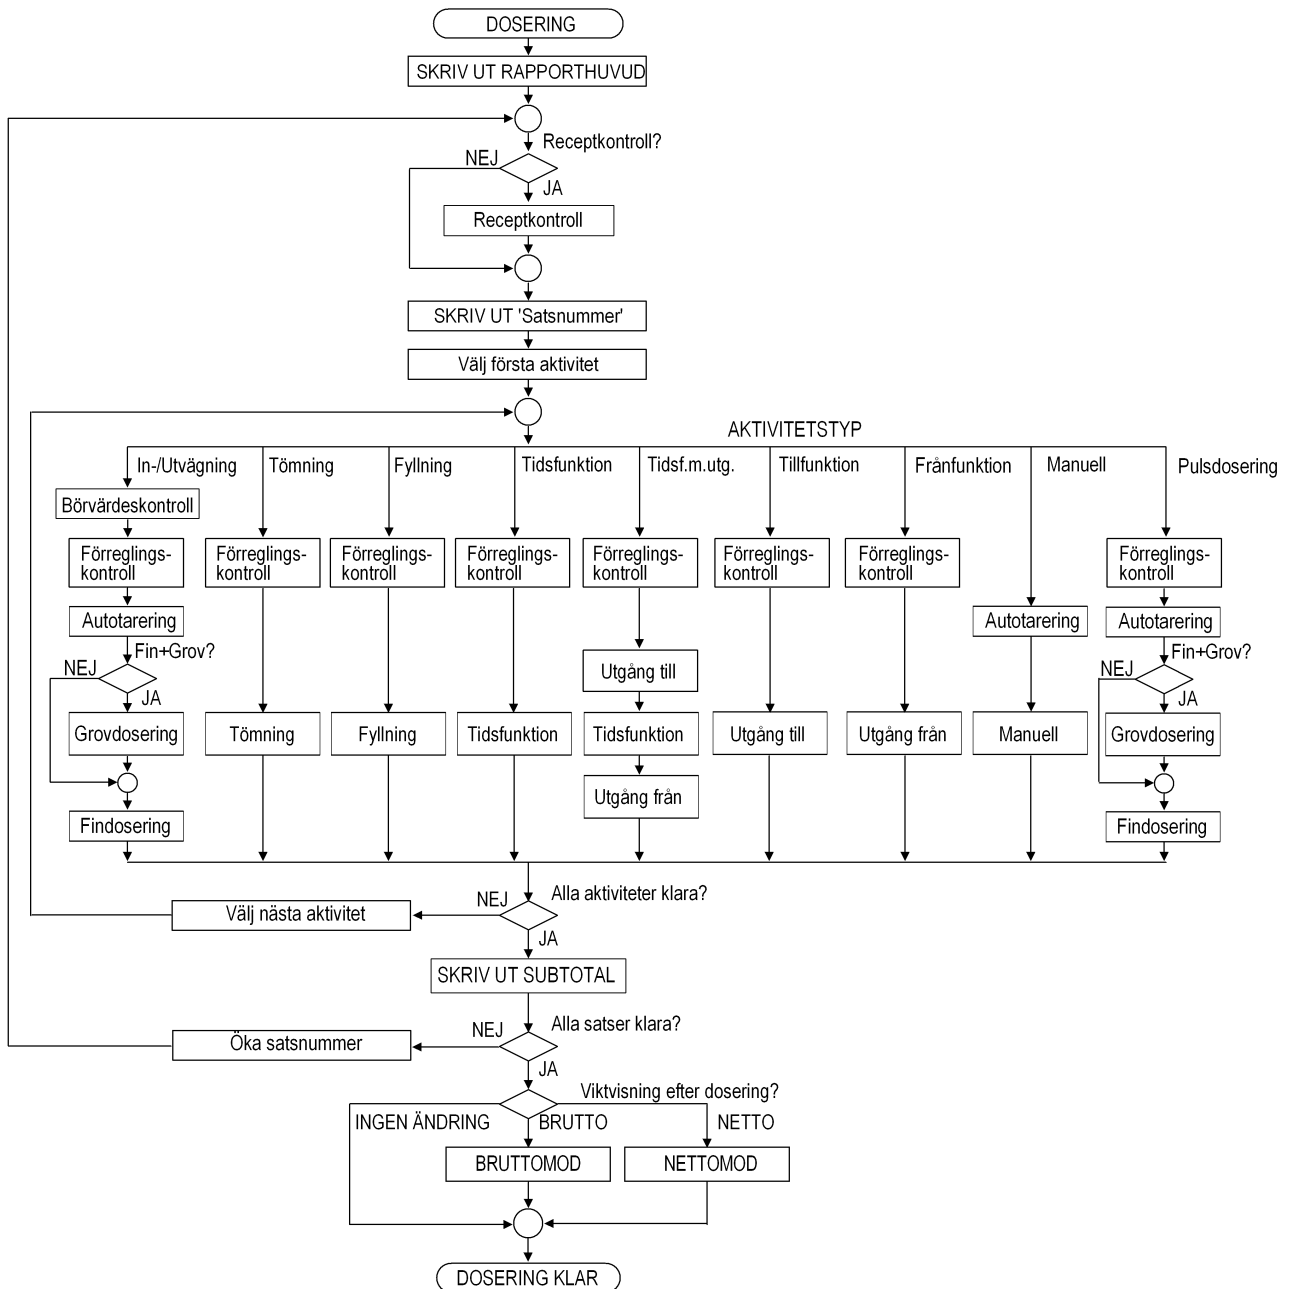 DOSERING
SKRIV UT RAPPORTHUVUD
Receptkontroll?
NEJ
JA
Receptkontroll
SKRIV UT 'Satsnummer'
Välj första aktivitet
AKTIVITETSTYP
In-/Utvägning
Tömning
Fyllning
Tidsfunktion
Tidsf.m.utg.
Tillfunktion
Frånfunktion
Manuell
Pulsdosering
Börvärdeskontroll
Förreglings-
kontroll
Förreglings-
kontroll
Förreglings-
kontroll
Förreglings-
kontroll
Förreglings-
kontroll
Förreglings-
kontroll
Förreglings-
kontroll
Förreglings-
kontroll
Autotarering
Autotarering
Autotarering
Fin+Grov?
NEJ
JA
Utgång till
Fin+Grov?
NEJ
JA
Grovdosering
Tömning
Fyllning
Tidsfunktion
Tidsfunktion
Utgång till
Utgång från
Manuell
Grovdosering
Utgång från
Findosering
Findosering
Alla aktiviteter klara?
NEJ
Välj nästa aktivitet
JA
SKRIV UT SUBTOTAL
Alla satser klara?
NEJ
Öka satsnummer
JA
Viktvisning efter dosering?
INGEN ÄNDRING
BRUTTO
NETTO
BRUTTOMOD
NETTOMOD
DOSERING KLAR